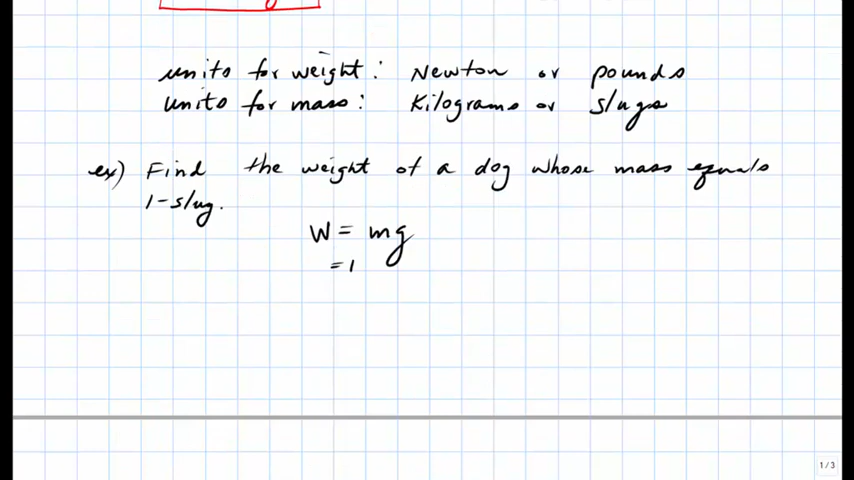 units for weight: Newton or pounds
units for mass: Kilograms or slugs
ex) Find the weight of a dog whose mass equals
1-slug.
W = mg
= 1
1/3